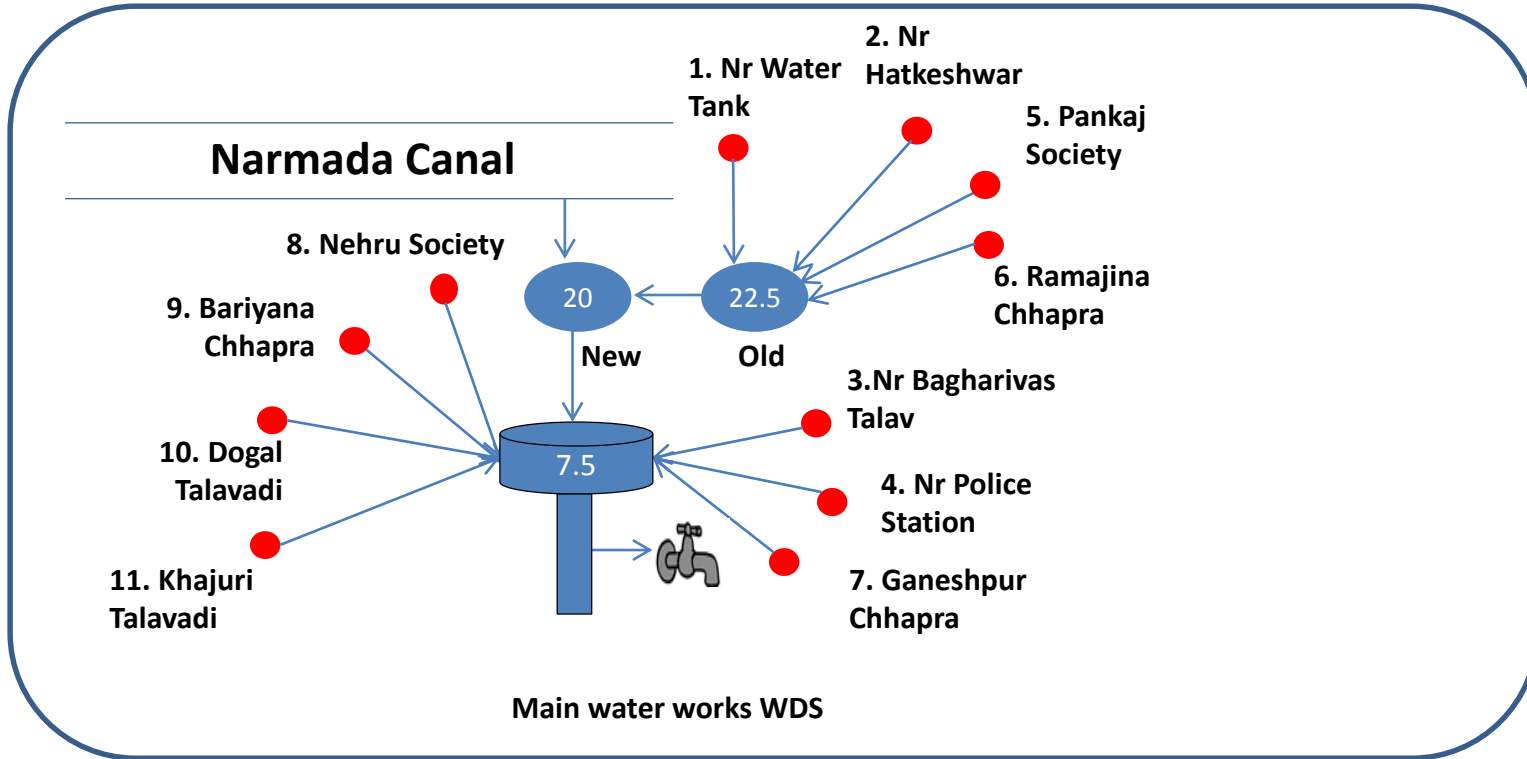 2. Nr
Hatkeshwar
1. Nr Water
Tank
5. Pankaj
Society
Narmada Canal
8. Nehru Society
6. Ramajina
Chhapra
20
22.5
9. Bariyana
Chhapra
New
Old
3.Nr Bagharivas
Talav
10. Dogal
Talavadi
7.5
4. Nr Police
Station
11. Khajuri
Talavadi
7. Ganeshpur
Chhapra
Main water works WDS